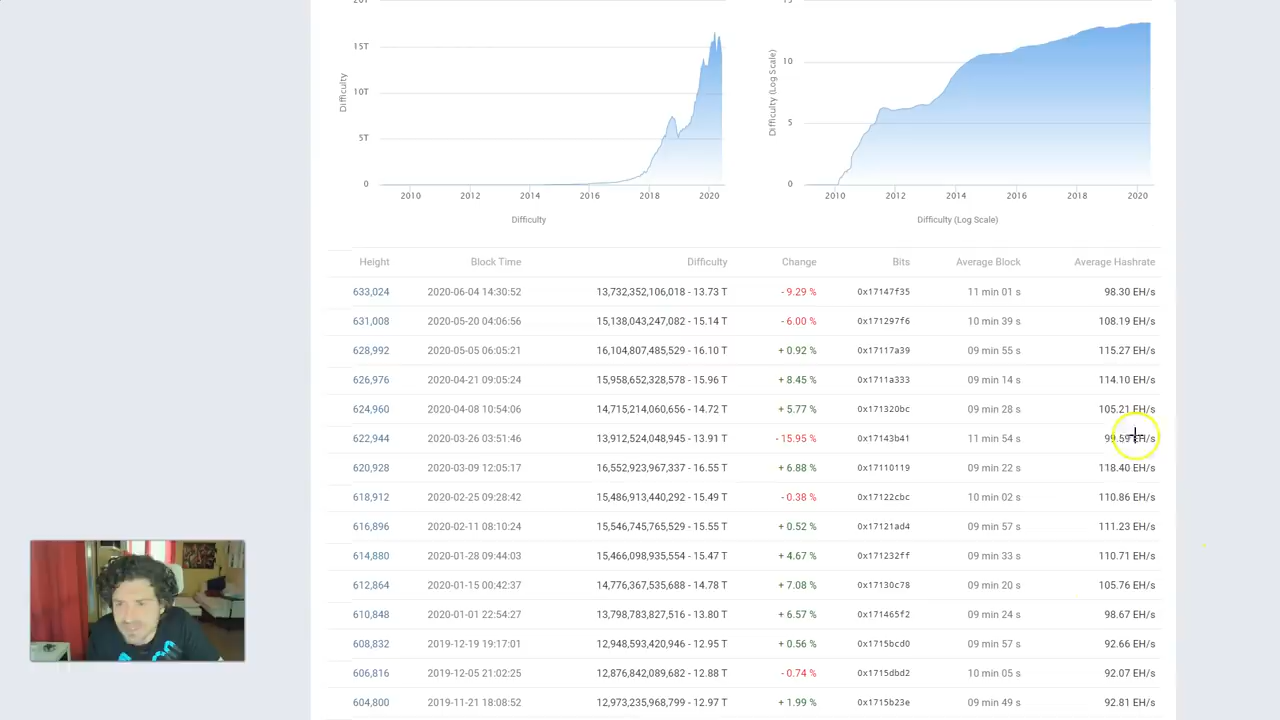 20T
15T
10T
5T
0
Difficulty
2010 2012 2014 2016 2018 2020
Difficulty
15
10
5
0
Difficulty (Log Scale)
2010 2012 2014 2016 2018 2020
Difficulty (Log Scale)
Height Block Time Difficulty Change Bits Average Block Average Hashrate
633,024 2020-06-04 14:30:52 13,732,352,106,018 - 13.73 T - 9.29 % 0x17147f35 11 min 01 s 98.30 EH/s
631,008 2020-05-20 04:06:56 15,138,043,247,082 - 15.14 T - 6.00 % 0x171297f6 10 min 39 s 108.19 EH/s
628,992 2020-05-05 06:05:21 16,104,807,485,529 - 16.10 T + 0.92 % 0x17117a39 09 min 55 s 115.27 EH/s
626,976 2020-04-21 09:05:24 15,958,652,328,578 - 15.96 T + 8.45 % 0x1711a333 09 min 14 s 114.10 EH/s
624,960 2020-04-08 10:54:06 14,715,214,060,656 - 14.72 T + 5.77 % 0x171320bc 09 min 28 s 105.21 EH/s
622,944 2020-03-26 03:51:46 13,912,524,048,945 - 13.91 T - 15.95 % 0x17143b41 11 min 54 s 99.59 EH/s
620,928 2020-03-09 12:05:17 16,552,923,967,337 - 16.55 T + 6.88 % 0x17110119 09 min 22 s 118.40 EH/s
618,912 2020-02-25 09:28:42 15,486,913,440,292 - 15.49 T - 0.38 % 0x17122cbc 10 min 02 s 110.86 EH/s
616,896 2020-02-11 08:10:24 15,546,745,765,529 - 15.55 T + 0.52 % 0x17121ad4 09 min 57 s 111.23 EH/s
614,880 2020-01-28 09:44:03 15,466,098,935,554 - 15.47 T + 4.67 % 0x171232ff 09 min 33 s 110.71 EH/s
612,864 2020-01-15 00:42:37 14,776,367,535,688 - 14.78 T + 7.08 % 0x17130c78 09 min 20 s 105.76 EH/s
610,848 2020-01-01 22:54:27 13,798,783,827,516 - 13.80 T + 6.57 % 0x171465f2 09 min 24 s 98.67 EH/s
608,832 2019-12-19 19:17:01 12,948,593,420,946 - 12.95 T + 0.56 % 0x1715bcd0 09 min 57 s 92.66 EH/s
606,816 2019-12-05 21:02:25 12,876,842,089,682 - 12.88 T - 0.74 % 0x1715dbd2 10 min 05 s 92.07 EH/s
604,800 2019-11-21 18:08:52 12,973,235,968,799 - 12.97 T + 1.99 % 0x1715b23e 09 min 49 s 92.81 EH/s